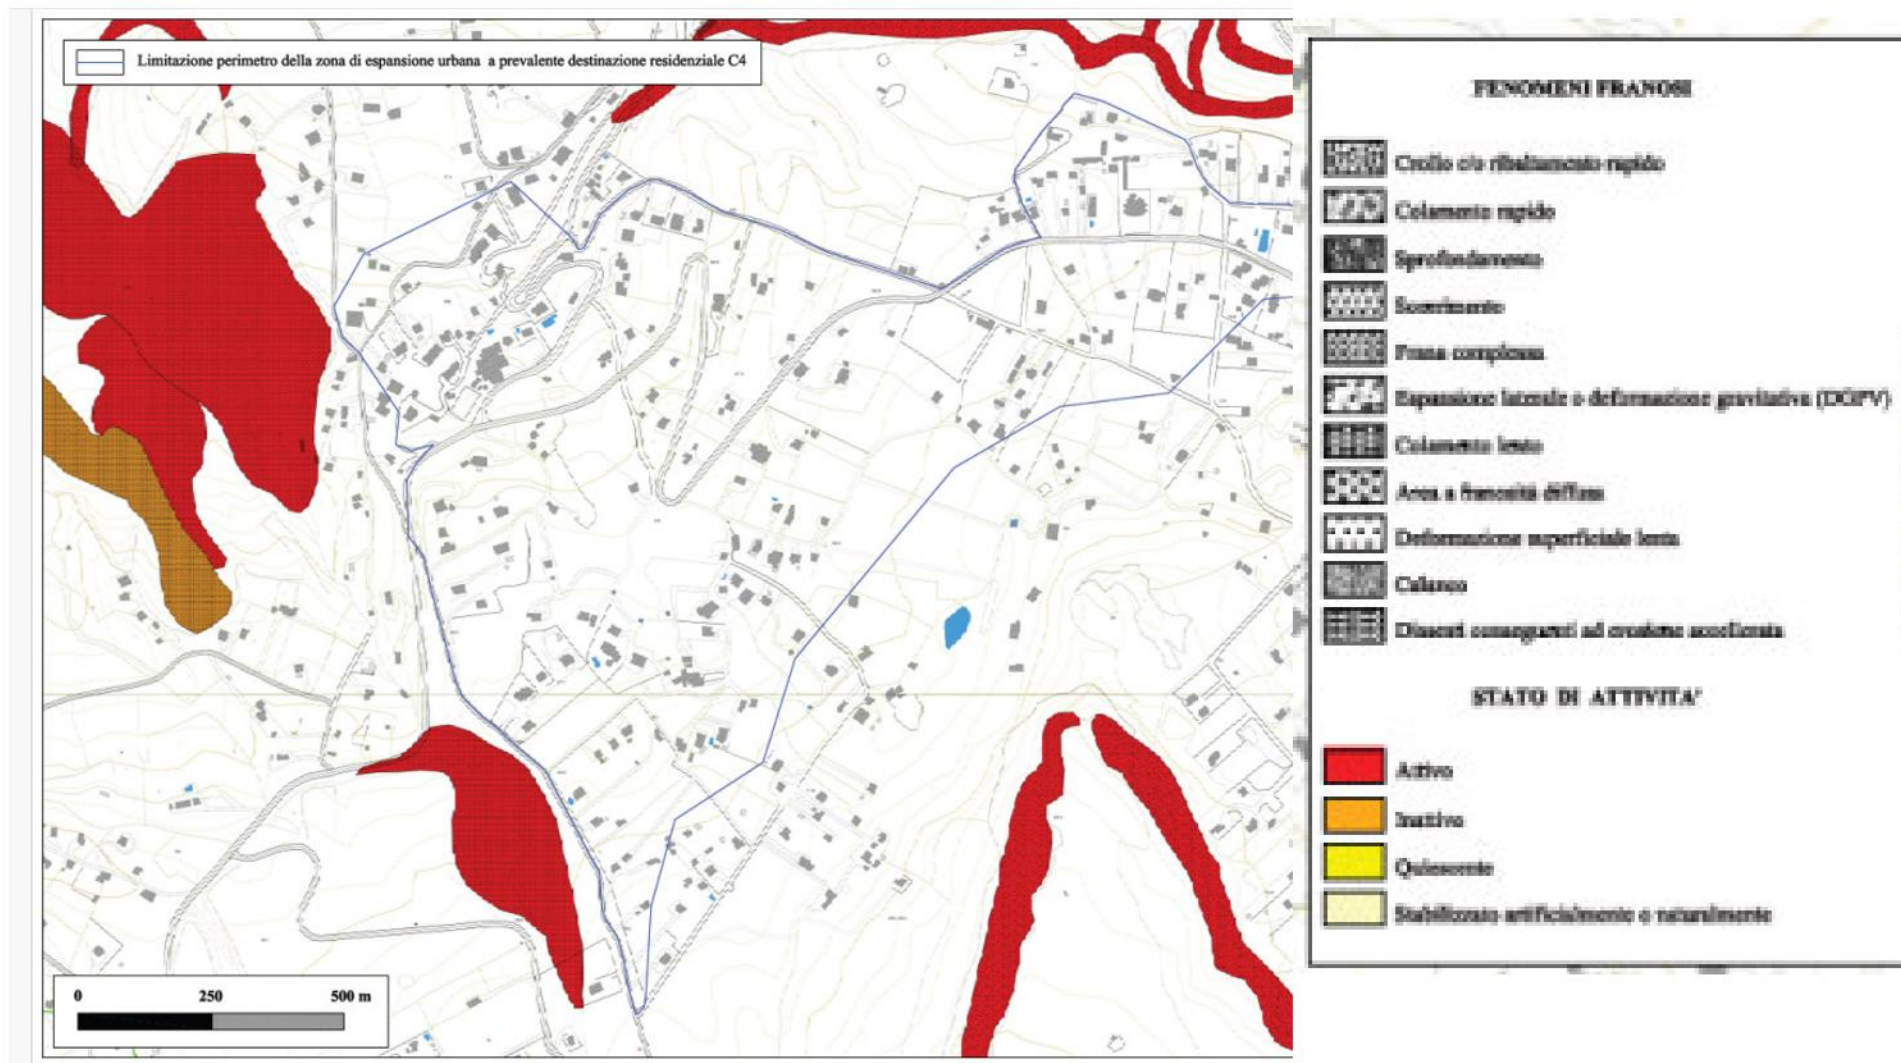 Limitazione perimetro della zona di espansione urbana a prevalente destinazione residenziale C4
0 250 500 m
FENOMENI FRANOSI
Crollo e/o ribaltamento rapido
Colamento rapido
Sprofondamento
Scorrimento
Frana complessa
Espansione laterale o deformazione gravitativa (DGPV)
Colamento lento
Area a franosità diffusa
Deformazione superficiale lenta
Calanco
Dissesti conseguenti ad erosione accellerata
STATO DI ATTIVITA'
Attivo
Inattivo
Quiescente
Stabilizzato artificialmente o naturalmente